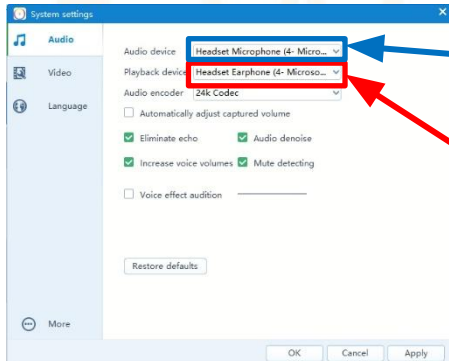 System settings
Audio
Audio device Headset Microphone (4- Micro...
Video
Playback device Headset Earphone (4- Microso...
Language
Audio encoder 24k Codec
Automatically adjust captured volume
Eliminate echo Audio denoise
Increase voice volumes Mute detecting
Voice effect audition
Restore defaults
More
OK Cancel Apply